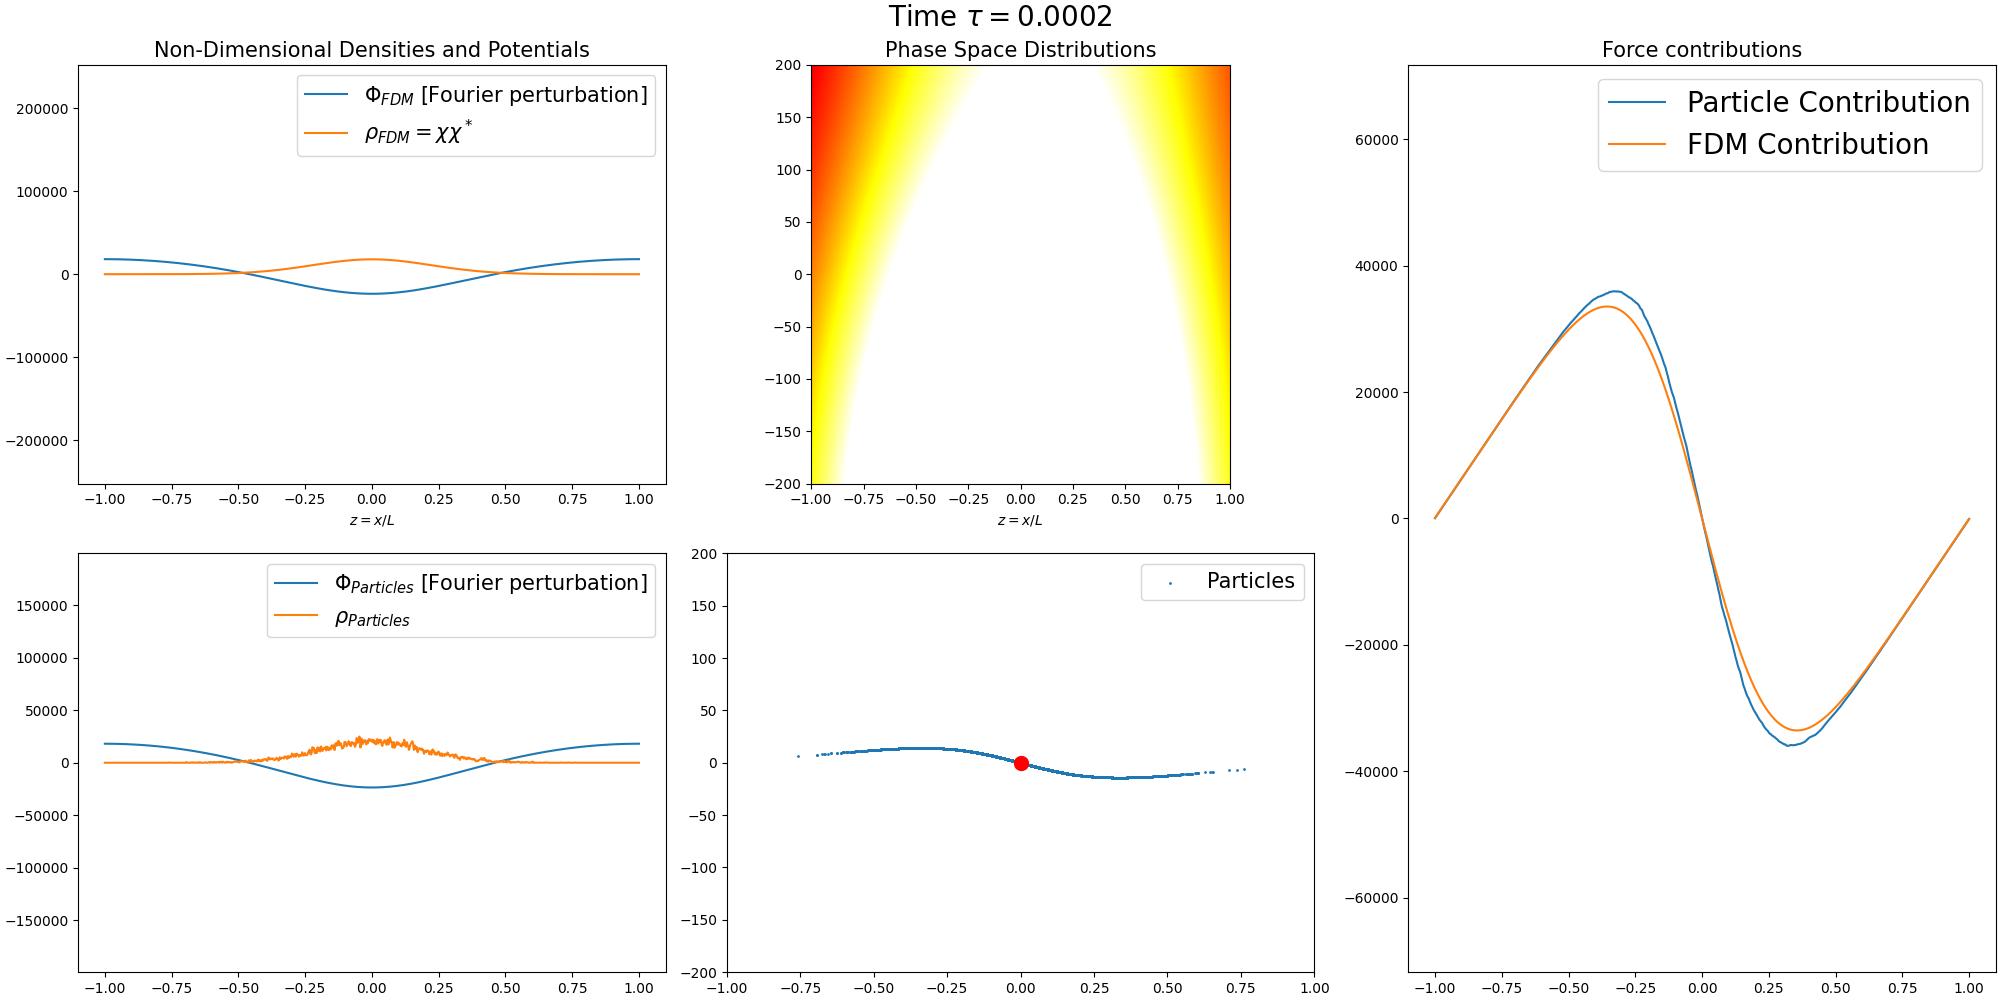 Time τ = 0.0002
Non-Dimensional Densities and Potentials
Φ_FDM [Fourier perturbation]
ρ_FDM = χχ*
200000
100000
0
−100000
−200000
−1.00 −0.75 −0.50 −0.25 0.00 0.25 0.50 0.75 1.00
z = x/L
Phase Space Distributions
200
150
100
50
0
−50
−100
−150
−200
−1.00 −0.75 −0.50 −0.25 0.00 0.25 0.50 0.75 1.00
z = x/L
Force contributions
Particle Contribution
FDM Contribution
60000
40000
20000
0
−20000
−40000
−60000
−1.00 −0.75 −0.50 −0.25 0.00 0.25 0.50 0.75 1.00
Φ_Particles [Fourier perturbation]
ρ_Particles
150000
100000
50000
0
−50000
−100000
−150000
−1.00 −0.75 −0.50 −0.25 0.00 0.25 0.50 0.75 1.00
Particles
200
150
100
50
0
−50
−100
−150
−200
−1.00 −0.75 −0.50 −0.25 0.00 0.25 0.50 0.75 1.00